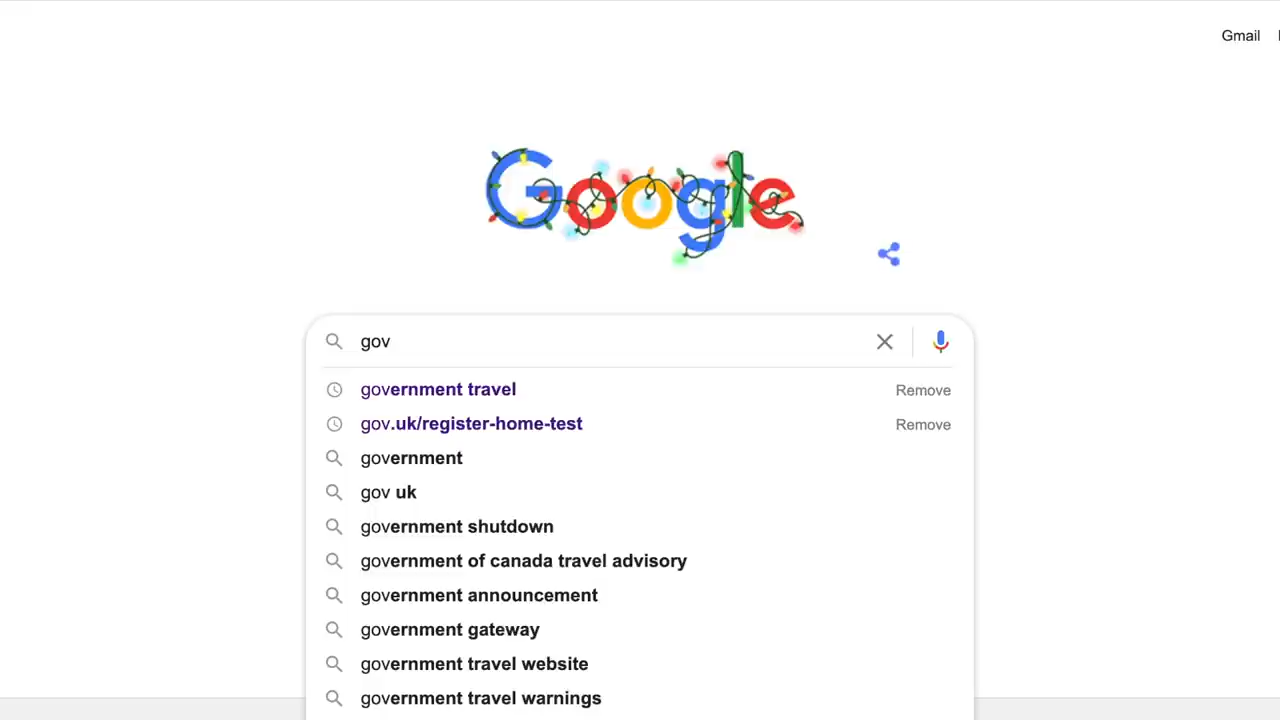 Gmail
Google
gov
government travel Remove
gov.uk/register-home-test Remove
government
gov uk
government shutdown
government of canada travel advisory
government announcement
government gateway
government travel website
government travel warnings